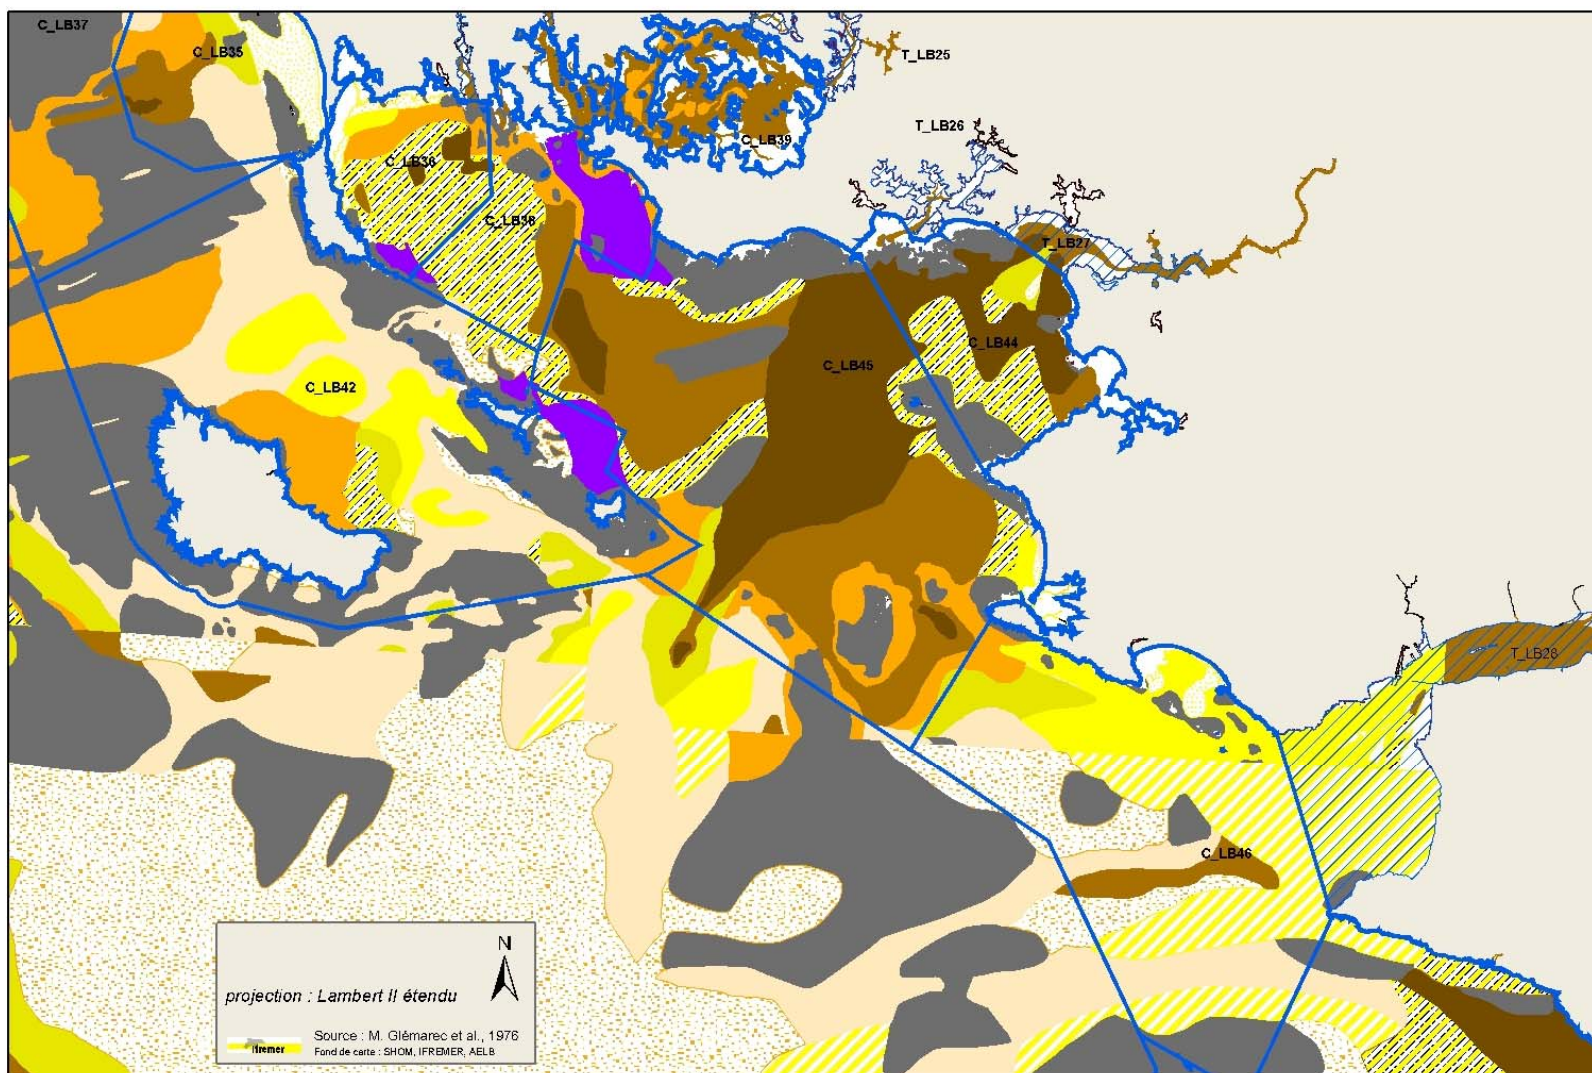 C_LB37
C_LB35
T_LB25
T_LB26
C_LB39
C_LB36
C_LB38
T_LB27
C_LB44
C_LB45
C_LB42
T_LB28
C_LB46
N
projection : Lambert II étendu
Source : M. Glémarec et al., 1976
Ifremer
Fond de carte : SHOM, IFREMER, AELB